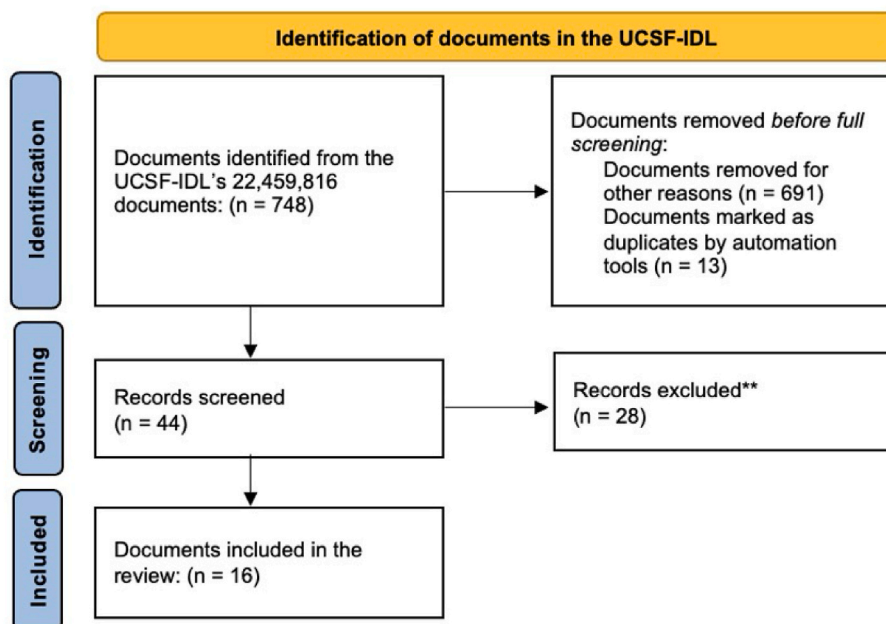 Identification of documents in the UCSF-IDL
Identification
Documents identified from the
UCSF-IDL's 22,459,816
documents: (n = 748)
Documents removed before full
screening:
Documents removed for
other reasons (n = 691)
Documents marked as
duplicates by automation
tools (n = 13)
Screening
Records screened
(n = 44)
Records excluded**
(n = 28)
Included
Documents included in the
review: (n = 16)